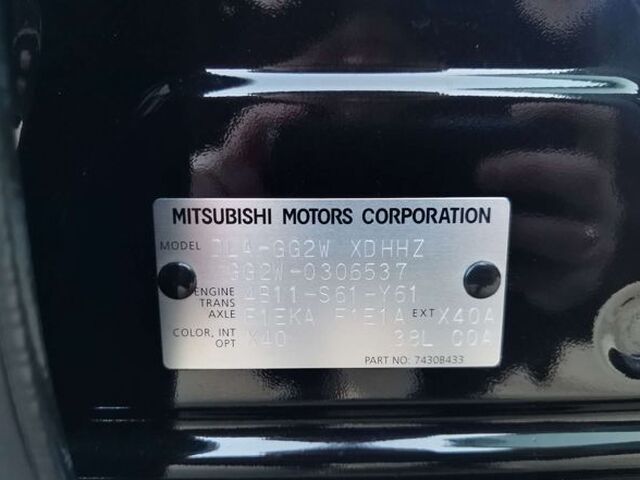 MITSUBISHI MOTORS CORPORATION
MODEL DLA-GG2W XDHHZ
GG2W-0306537
ENGINE 4B11-S61-Y61
TRANS
AXLE F1EKA F1E1A EXT X40A
COLOR, INT
OPT X40 38L CQA
PART NO: 7430B433